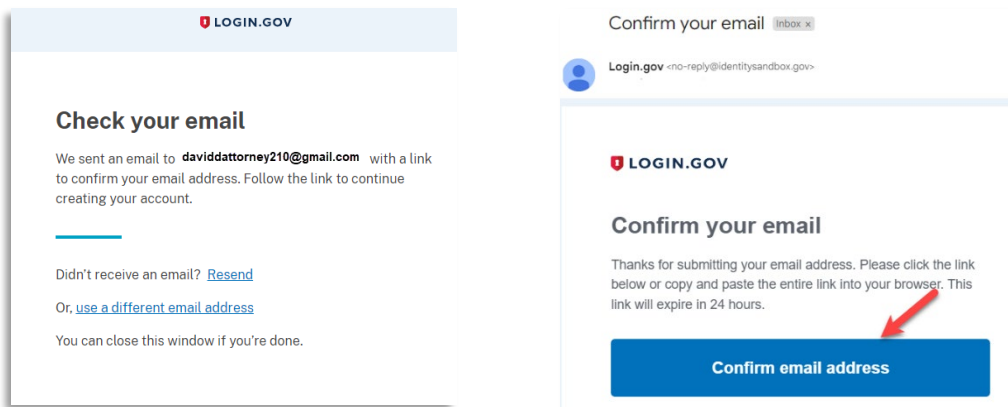 LOGIN.GOV
Check your email
We sent an email to daviddattorney210@gmail.com with a link
to confirm your email address. Follow the link to continue
creating your account.
Didn't receive an email? Resend
Or, use a different email address
You can close this window if you're done.
Confirm your email Inbox x
Login.gov <no-reply@identitysandbox.gov>
LOGIN.GOV
Confirm your email
Thanks for submitting your email address. Please click the link
below or copy and paste the entire link into your browser. This
link will expire in 24 hours.
Confirm email address